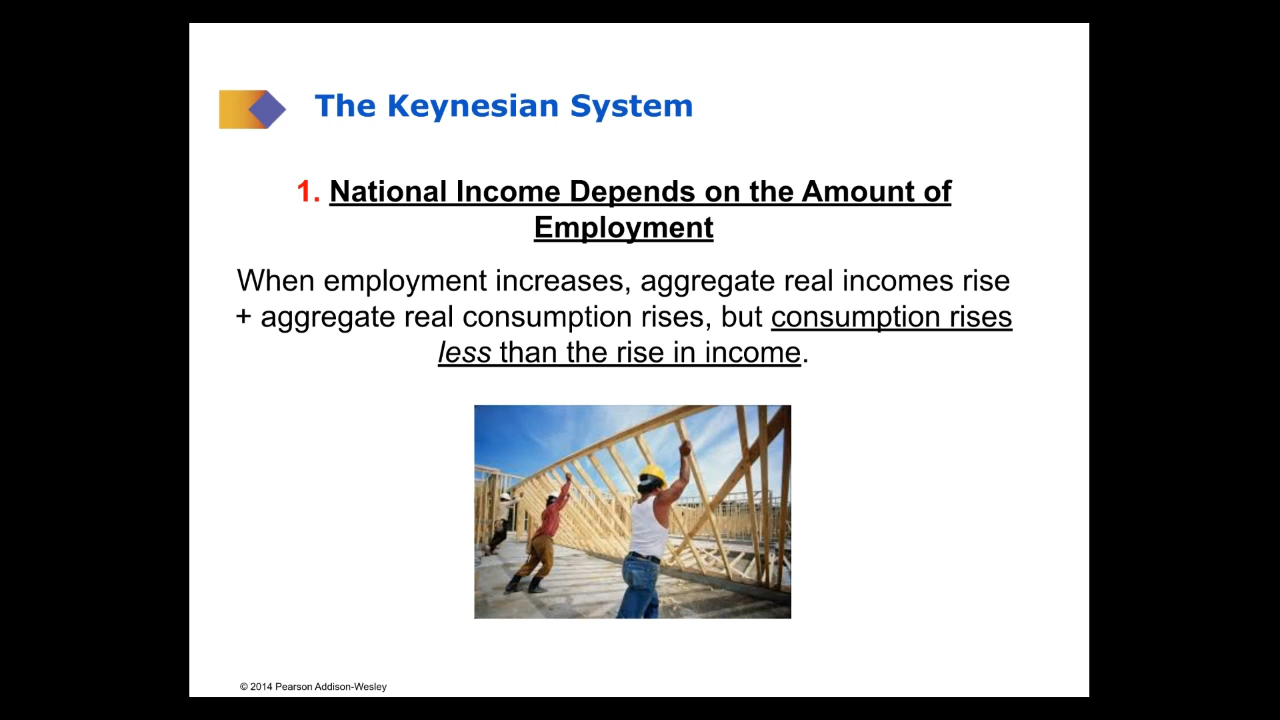 The Keynesian System
1. National Income Depends on the Amount of
Employment
When employment increases, aggregate real incomes rise
+ aggregate real consumption rises, but consumption rises
less than the rise in income.
© 2014 Pearson Addison-Wesley